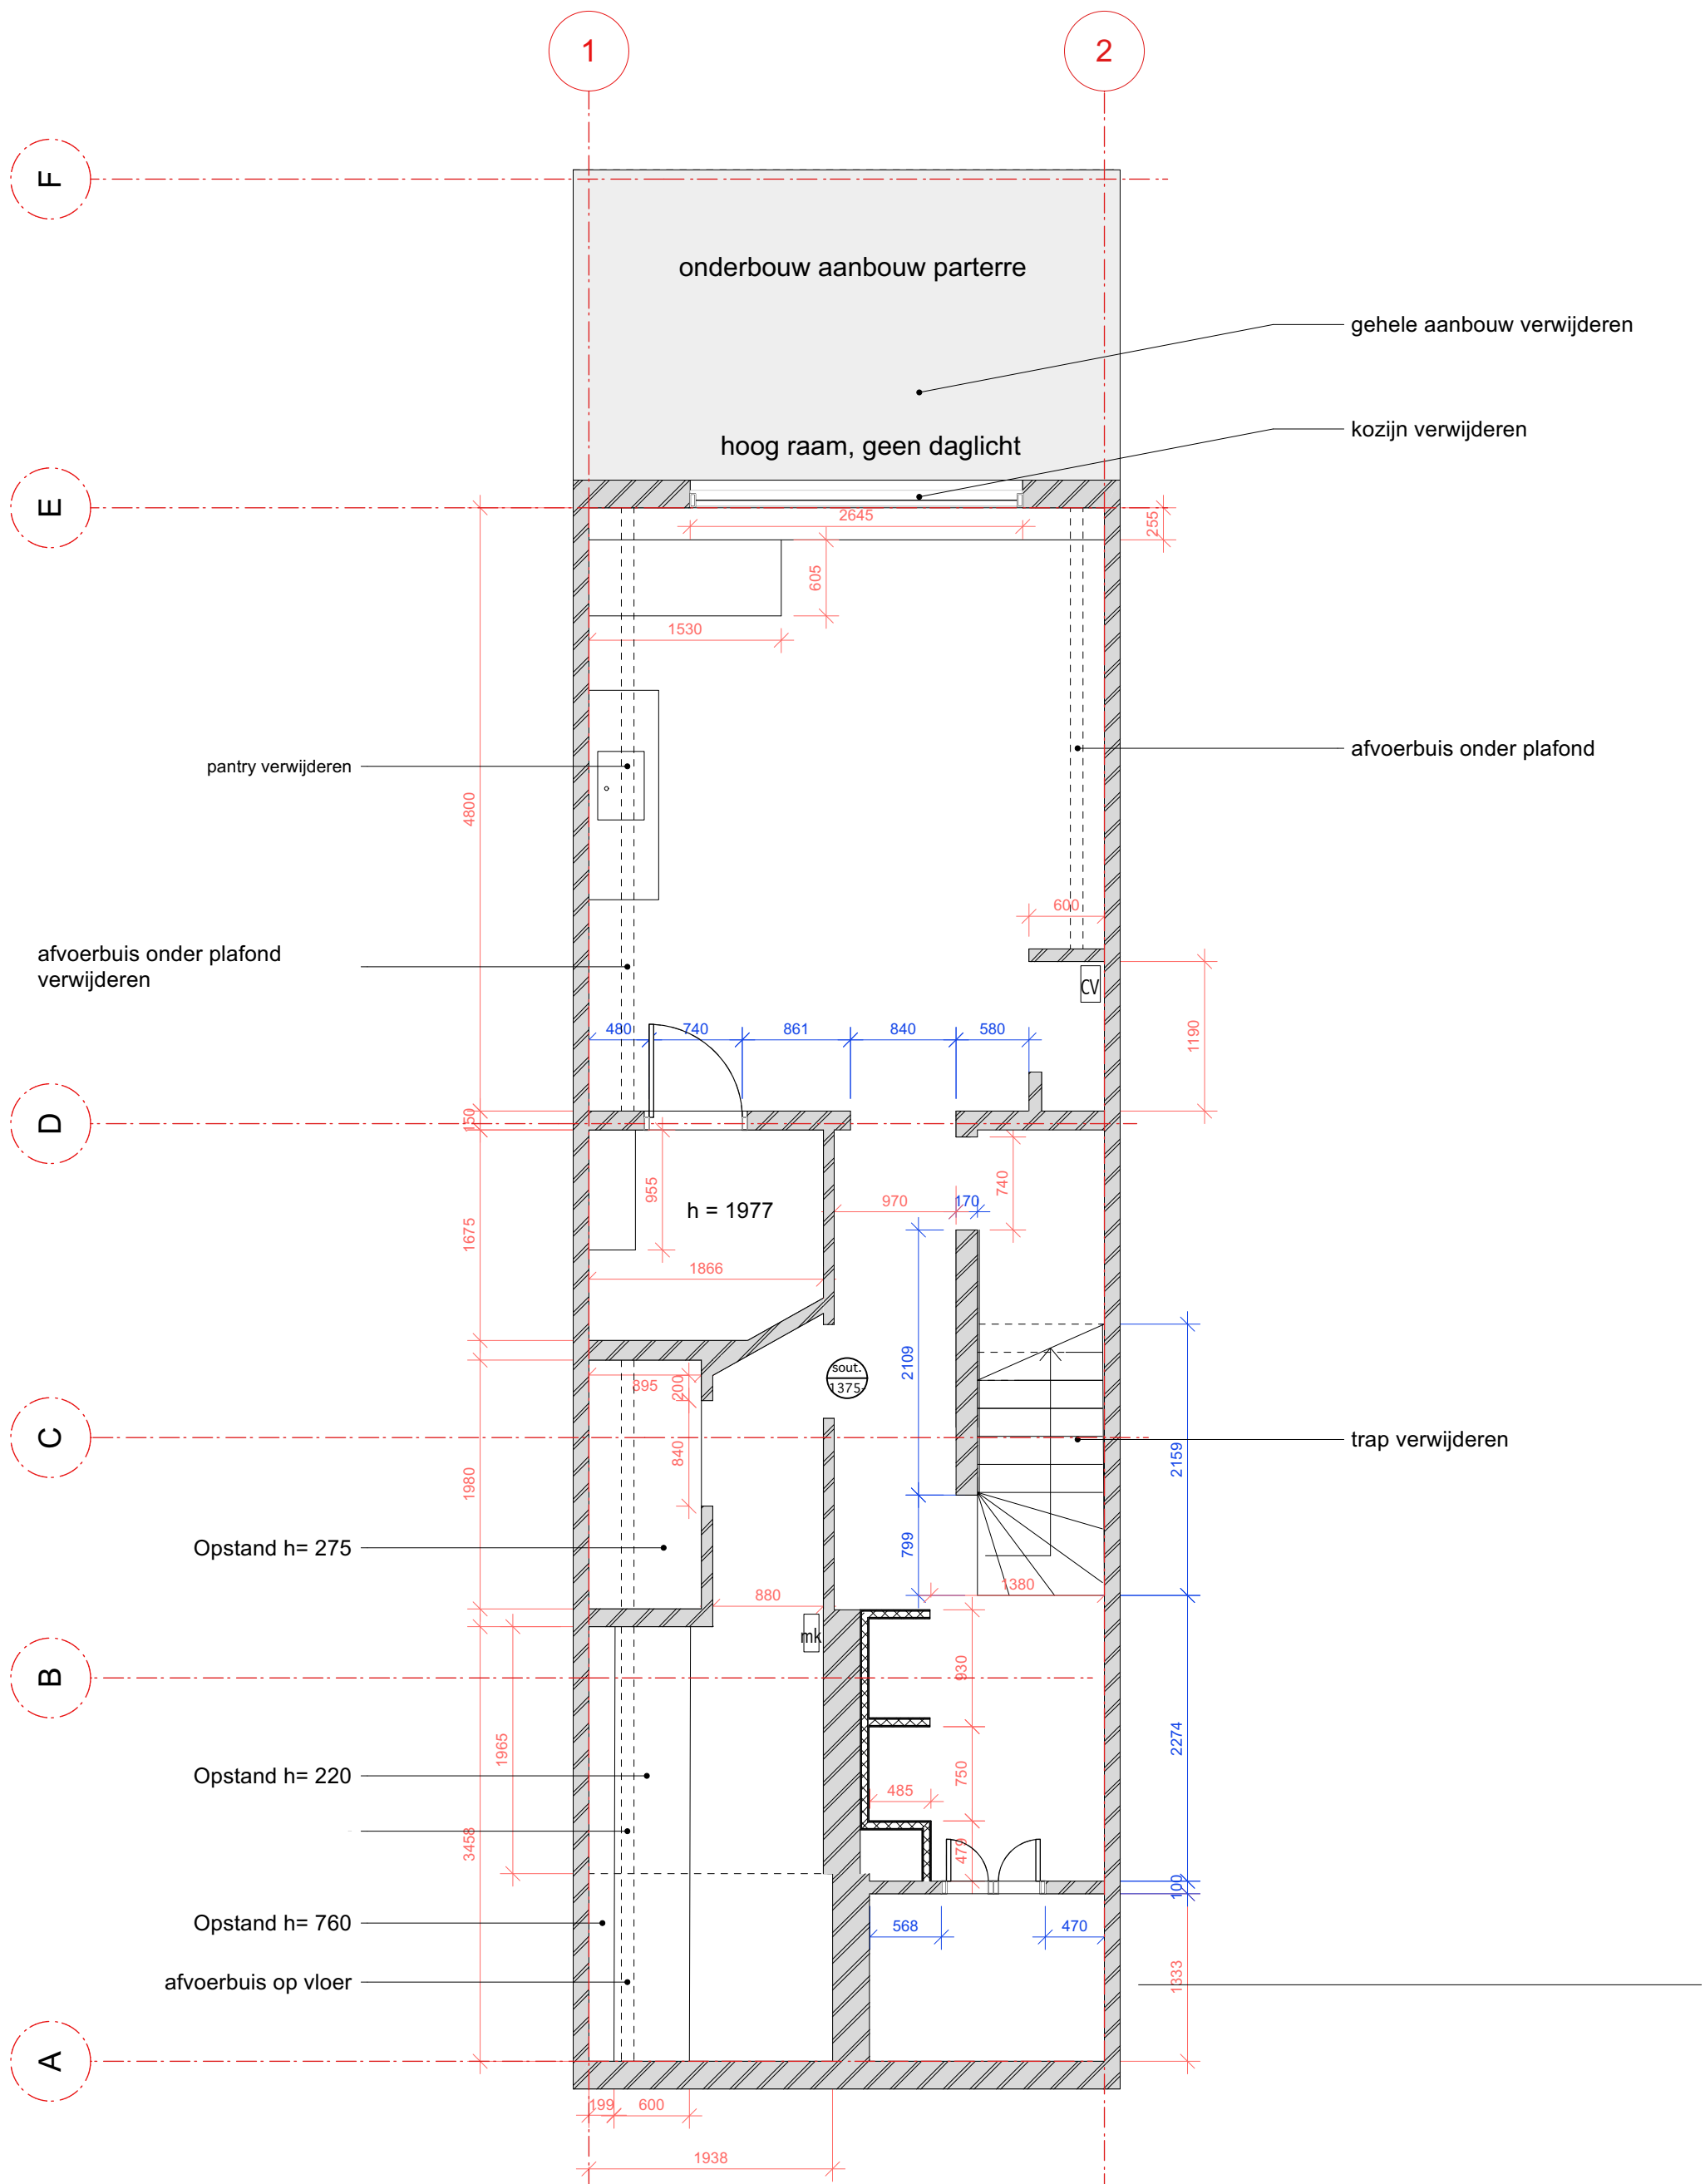 1
2
F
onderbouw aanbouw parterre
gehele aanbouw verwijderen
kozijn verwijderen
hoog raam, geen daglicht
E
2645
255
605
1530
afvoerbuis onder plafond
pantry verwijderen
4800
600
afvoerbuis onder plafond
verwijderen
CV
1190
480
740
861
840
580
D
150
955
h = 1977
970
170
740
1675
1866
2109
sout.
1375-
895
200
C
840
trap verwijderen
2159
1980
Opstand h= 275
799
1380
880
mk
B
930
2274
1965
750
Opstand h= 220
485
3458
479
100
Opstand h= 760
568
470
afvoerbuis op vloer
1333
A
199
600
1938